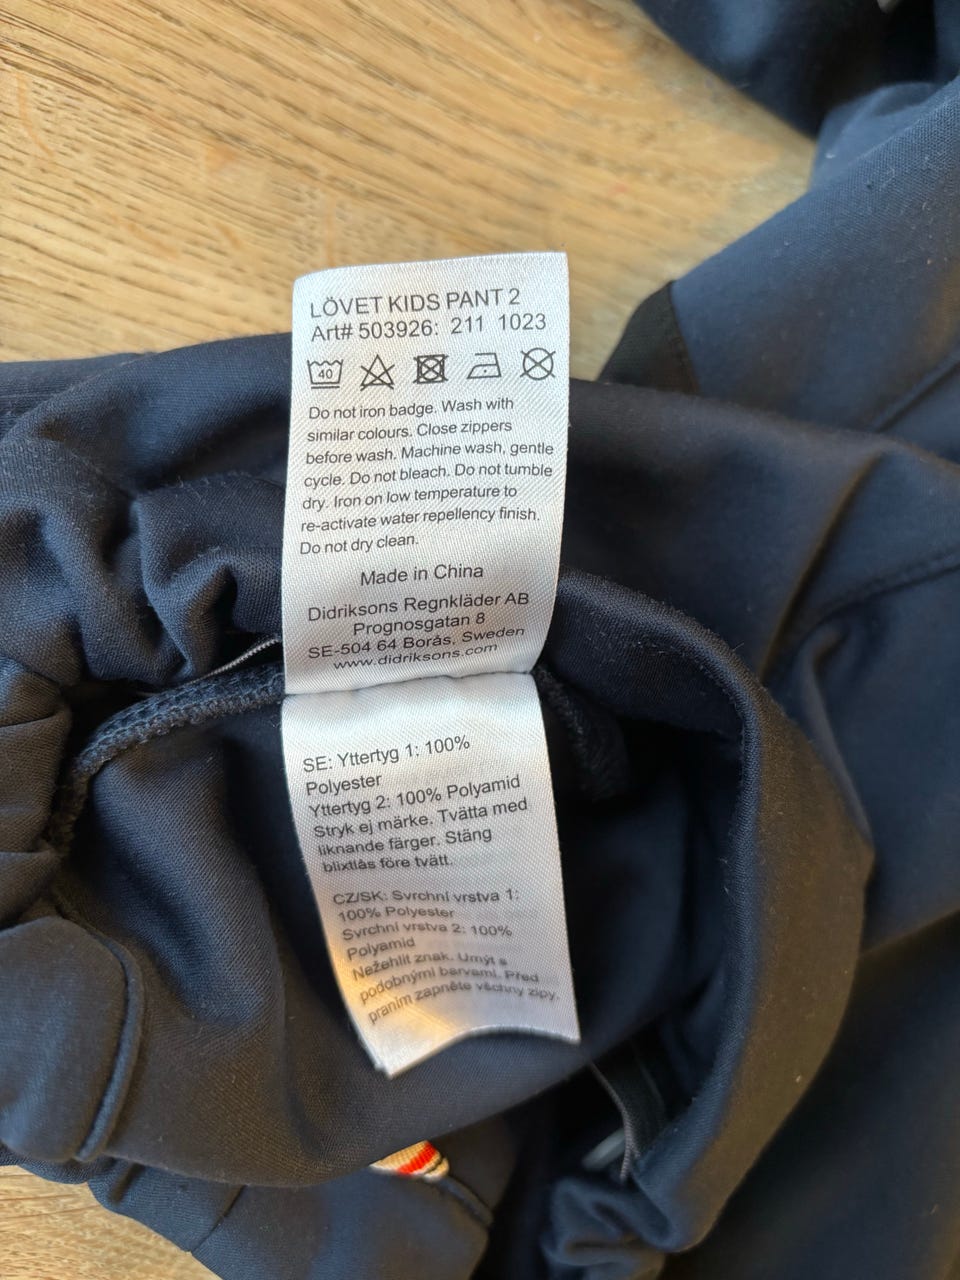 LÖVET KIDS PANT 2
Art# 503926: 211 1023
40
Do not iron badge. Wash with
similar colours. Close zippers
before wash. Machine wash, gentle
cycle. Do not bleach. Do not tumble
dry. Iron on low temperature to
re-activate water repellency finish.
Do not dry clean.
Made in China
Didriksons Regnkläder AB
Prognosgatan 8
SE-504 64 Borås, Sweden
www.didriksons.com
SE: Yttertyg 1: 100%
Polyester
Yttertyg 2: 100% Polyamid
Stryk ej märke. Tvätta med
liknande färger. Stäng
blixtlås före tvätt.
CZ/SK: Svrchní vrstva 1:
100% Polyester
Svrchní vrstva 2: 100%
Polyamid
Nežehlit znak. Umýt s
podobnými barvami. Před
praním zapněte všechny zipy.